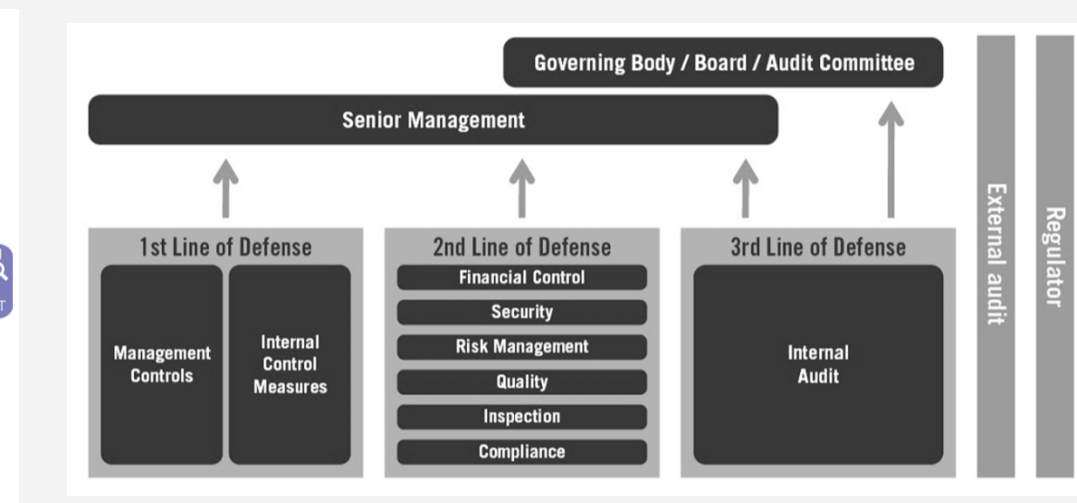 Governing Body / Board / Audit Committee
Senior Management
1st Line of Defense
Management
Controls
Internal
Control
Measures
2nd Line of Defense
Financial Control
Security
Risk Management
Quality
Inspection
Compliance
3rd Line of Defense
Internal
Audit
External audit
Regulator